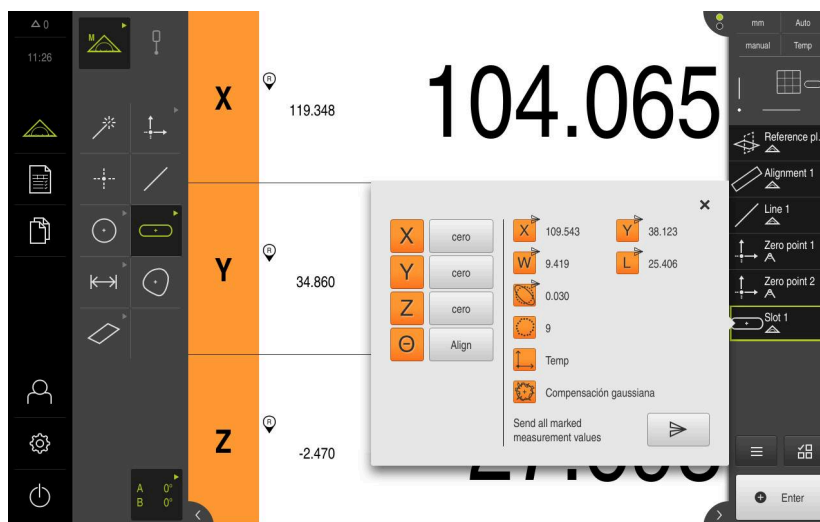 0
11:26
M
A 0°
B 0°
X
R
119.348
104.065
Y
R
34.860
Z
R
-2.470
X cero
Y cero
Z cero
Θ Align
X 109.543 Y 38.123
W 9.419 L 25.406
0.030
9
Temp
Compensación gaussiana
Send all marked
measurement values
mm Auto
manual Temp
Reference pl.
Alignment 1
Line 1
Zero point 1
Zero point 2
Slot 1
Enter